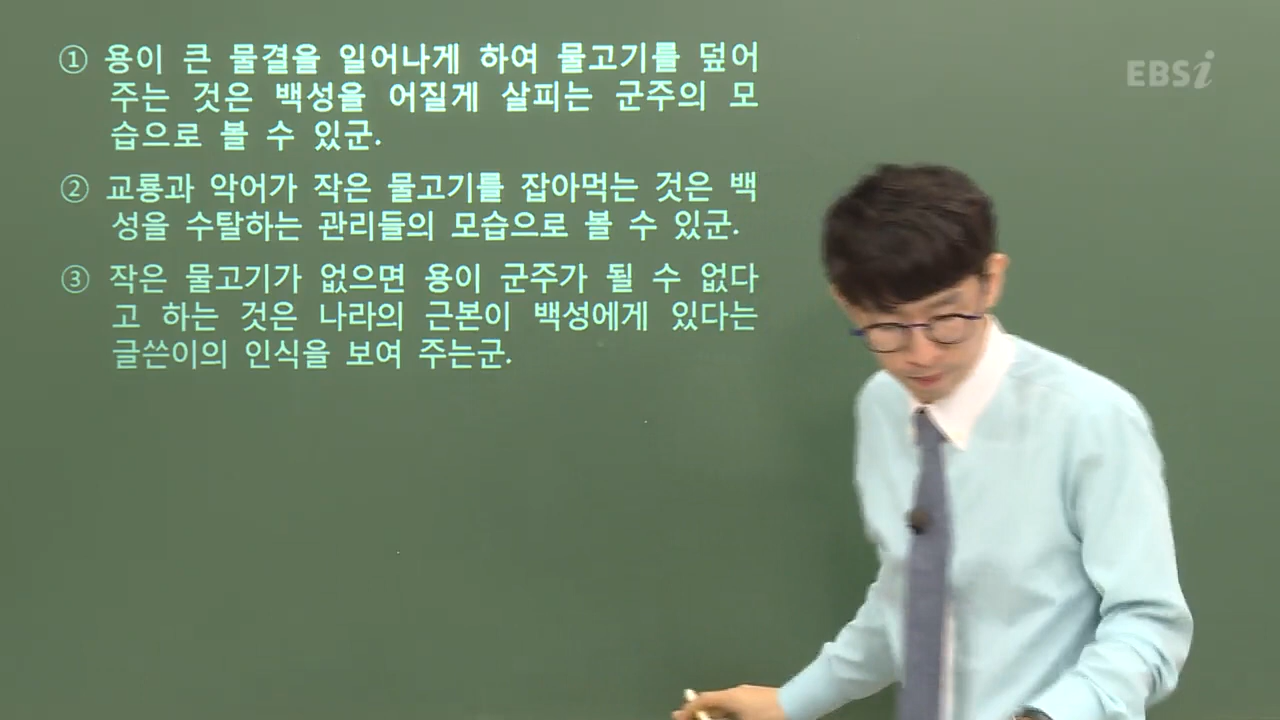 ① 용이 큰 물결을 일어나게 하여 물고기를 덮어
주는 것은 백성을 어질게 살피는 군주의 모
습으로 볼 수 있군.
② 교룡과 악어가 작은 물고기를 잡아먹는 것은 백
성을 수탈하는 관리들의 모습으로 볼 수 있군.
③ 작은 물고기가 없으면 용이 군주가 될 수 없다
고 하는 것은 나라의 근본이 백성에게 있다는
글쓴이의 인식을 보여 주는군.
EBSi